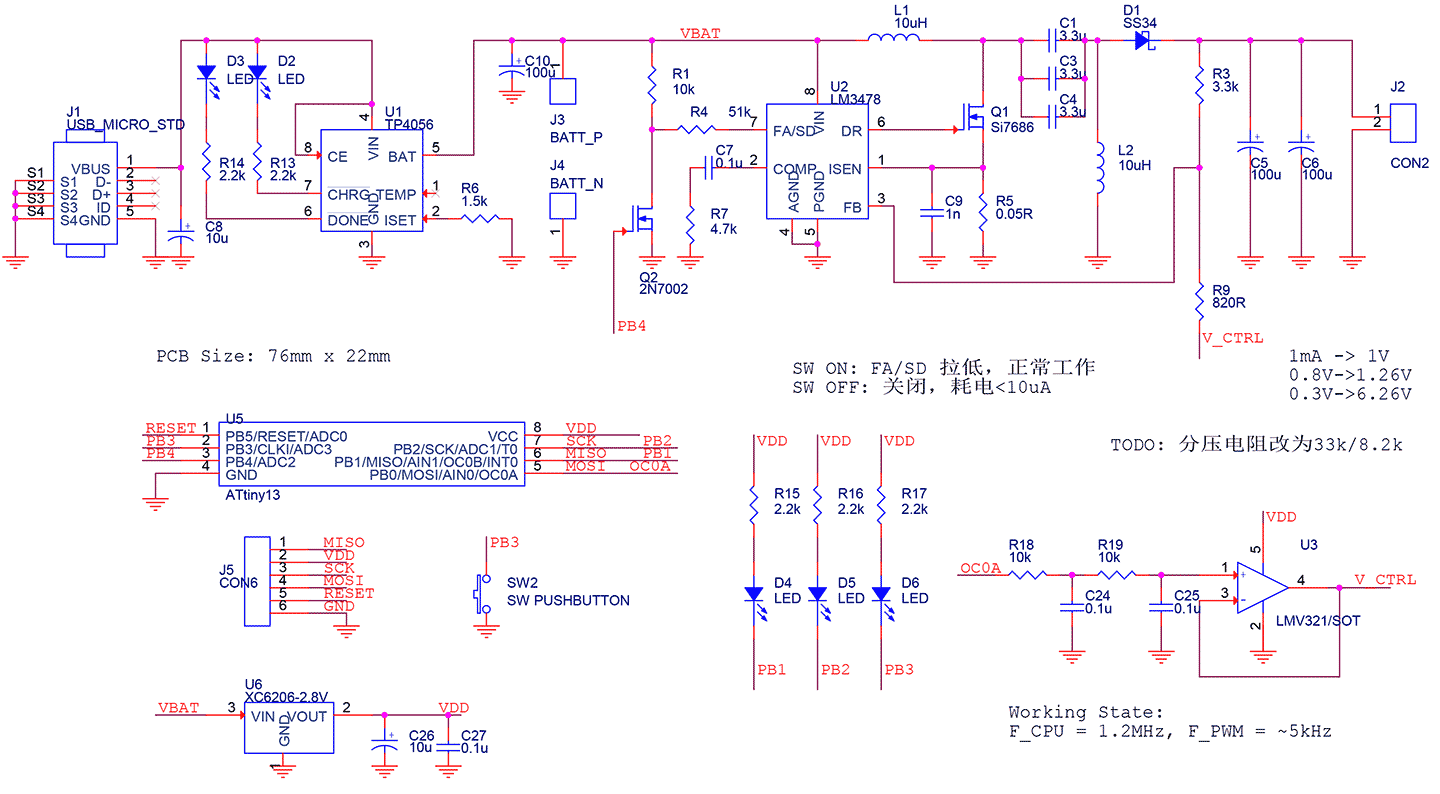 J1
USB_MICRO_STD
VBUS 1
S1 S1 D- 2
S2 S2 D+ 3
S3 S3 ID 4
S4 S4 GND 5
C8
10u
D3
LED
D2
LED
R14
2.2k
R13
2.2k
U1
TP4056
4
VIN
8 CE
BAT 5
7 CHRG
TEMP 1
6 DONE
ISET 2
GND
3
R6
1.5k
C10
100u
1
J3
BATT_P
J4
BATT_N
1
VBAT
R1
10k
R4
51k
C7
0.1u
R7
4.7k
Q2
2N7002
PB4
U2
LM3478
8
VIN
7 FA/SD
DR 6
2 COMP
ISEN 1
AGND
PGND
FB 3
4
5
L1
10uH
Q1
Si7686
C9
1n
R5
0.05R
C1
3.3u
C3
3.3u
C4
3.3u
L2
10uH
D1
SS34
R3
3.3k
R9
820R
V_CTRL
C5
100u
C6
100u
J2
1
2
CON2
PCB Size: 76mm x 22mm
SW ON: FA/SD 拉低，正常工作
SW OFF: 关闭，耗电<10uA
1mA -> 1V
0.8V->1.26V
0.3V->6.26V
TODO: 分压电阻改为33k/8.2k
U5
RESET 1 PB5/RESET/ADC0
PB3 2 PB3/CLKI/ADC3
PB4 3 PB4/ADC2
4 GND
VCC 8 VDD
PB2/SCK/ADC1/T0 7 SCK PB2
PB1/MISO/AIN1/OC0B/INT0 6 MISO PB1
PB0/MOSI/AIN0/OC0A 5 MOSI OC0A
ATtiny13
J5
CON6
1 MISO
2 VDD
3 SCK
4 MOSI
5 RESET
6 GND
PB3
SW2
SW PUSHBUTTON
U6
XC6206-2.8V
VBAT 3 VIN
VOUT 2 VDD
GND
1
C26
10u
C27
0.1u
VDD
VDD
VDD
R15
2.2k
R16
2.2k
R17
2.2k
D4
LED
D5
LED
D6
LED
PB1
PB2
PB3
OC0A
R18
10k
R19
10k
C24
0.1u
C25
0.1u
VDD
5
U3
1 +
3 -
4
2
V_CTRL
LMV321/SOT
Working State:
F_CPU = 1.2MHz, F_PWM = ~5kHz